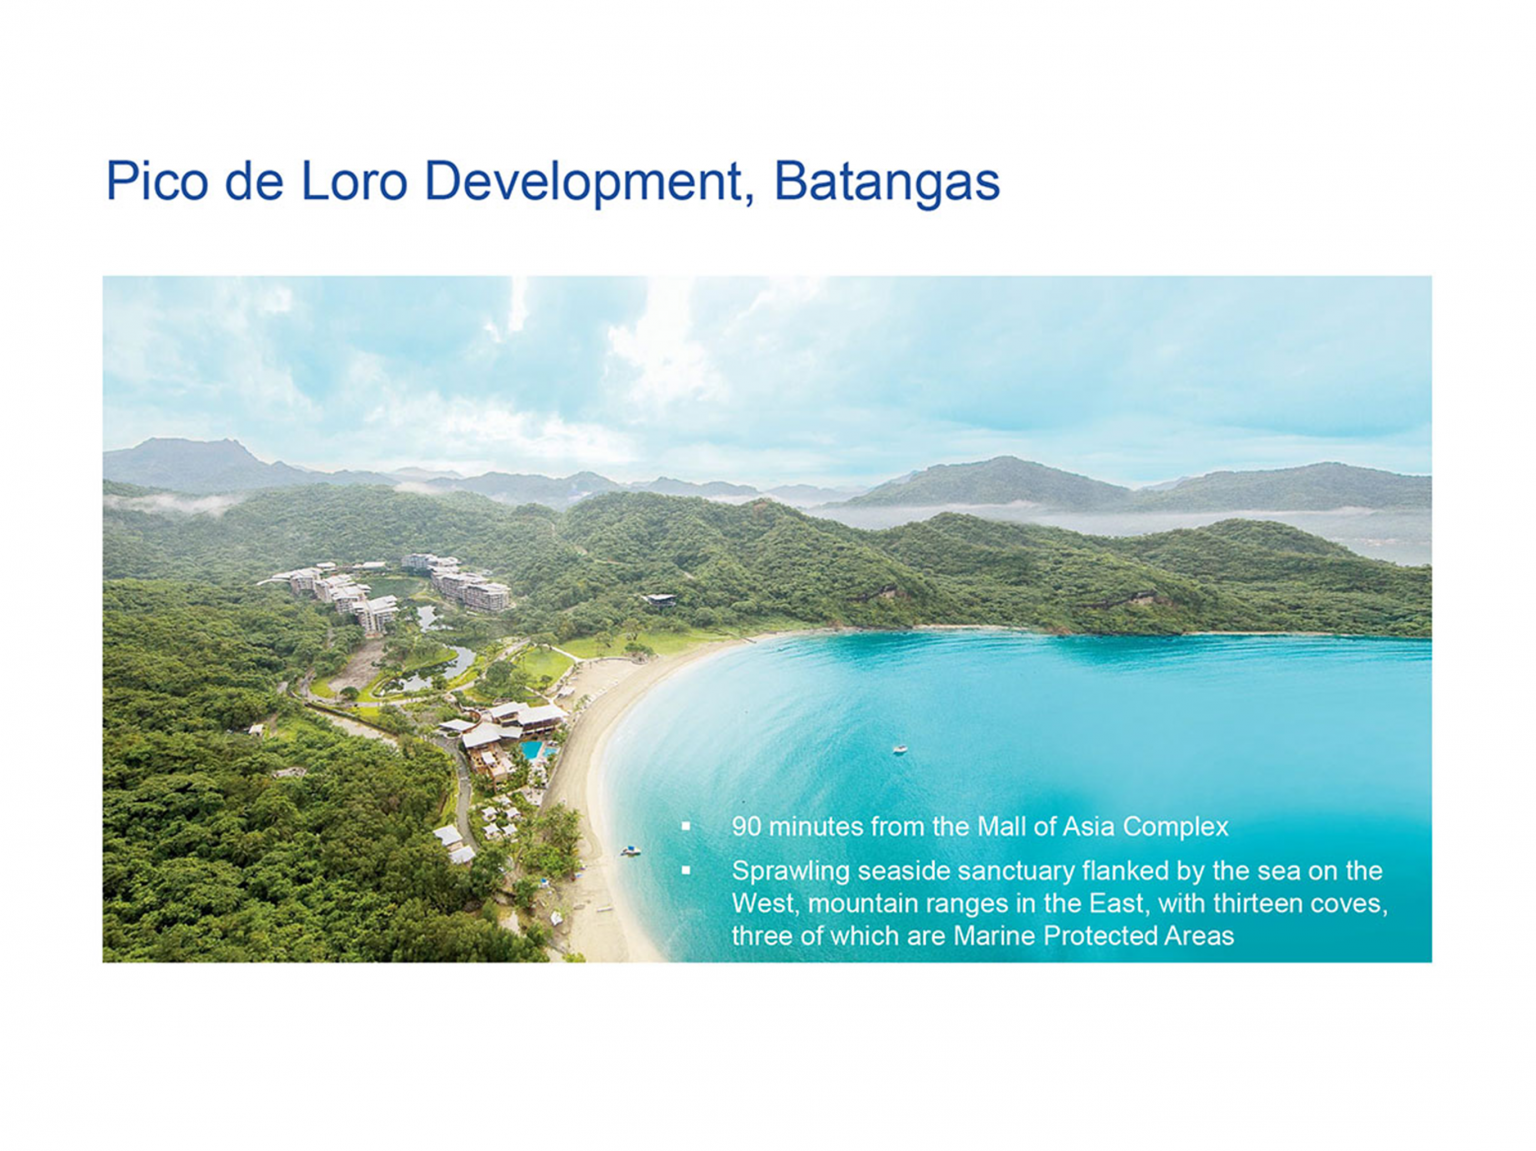 Pico de Loro Development, Batangas
▪ 90 minutes from the Mall of Asia Complex
▪ Sprawling seaside sanctuary flanked by the sea on the
West, mountain ranges in the East, with thirteen coves,
three of which are Marine Protected Areas